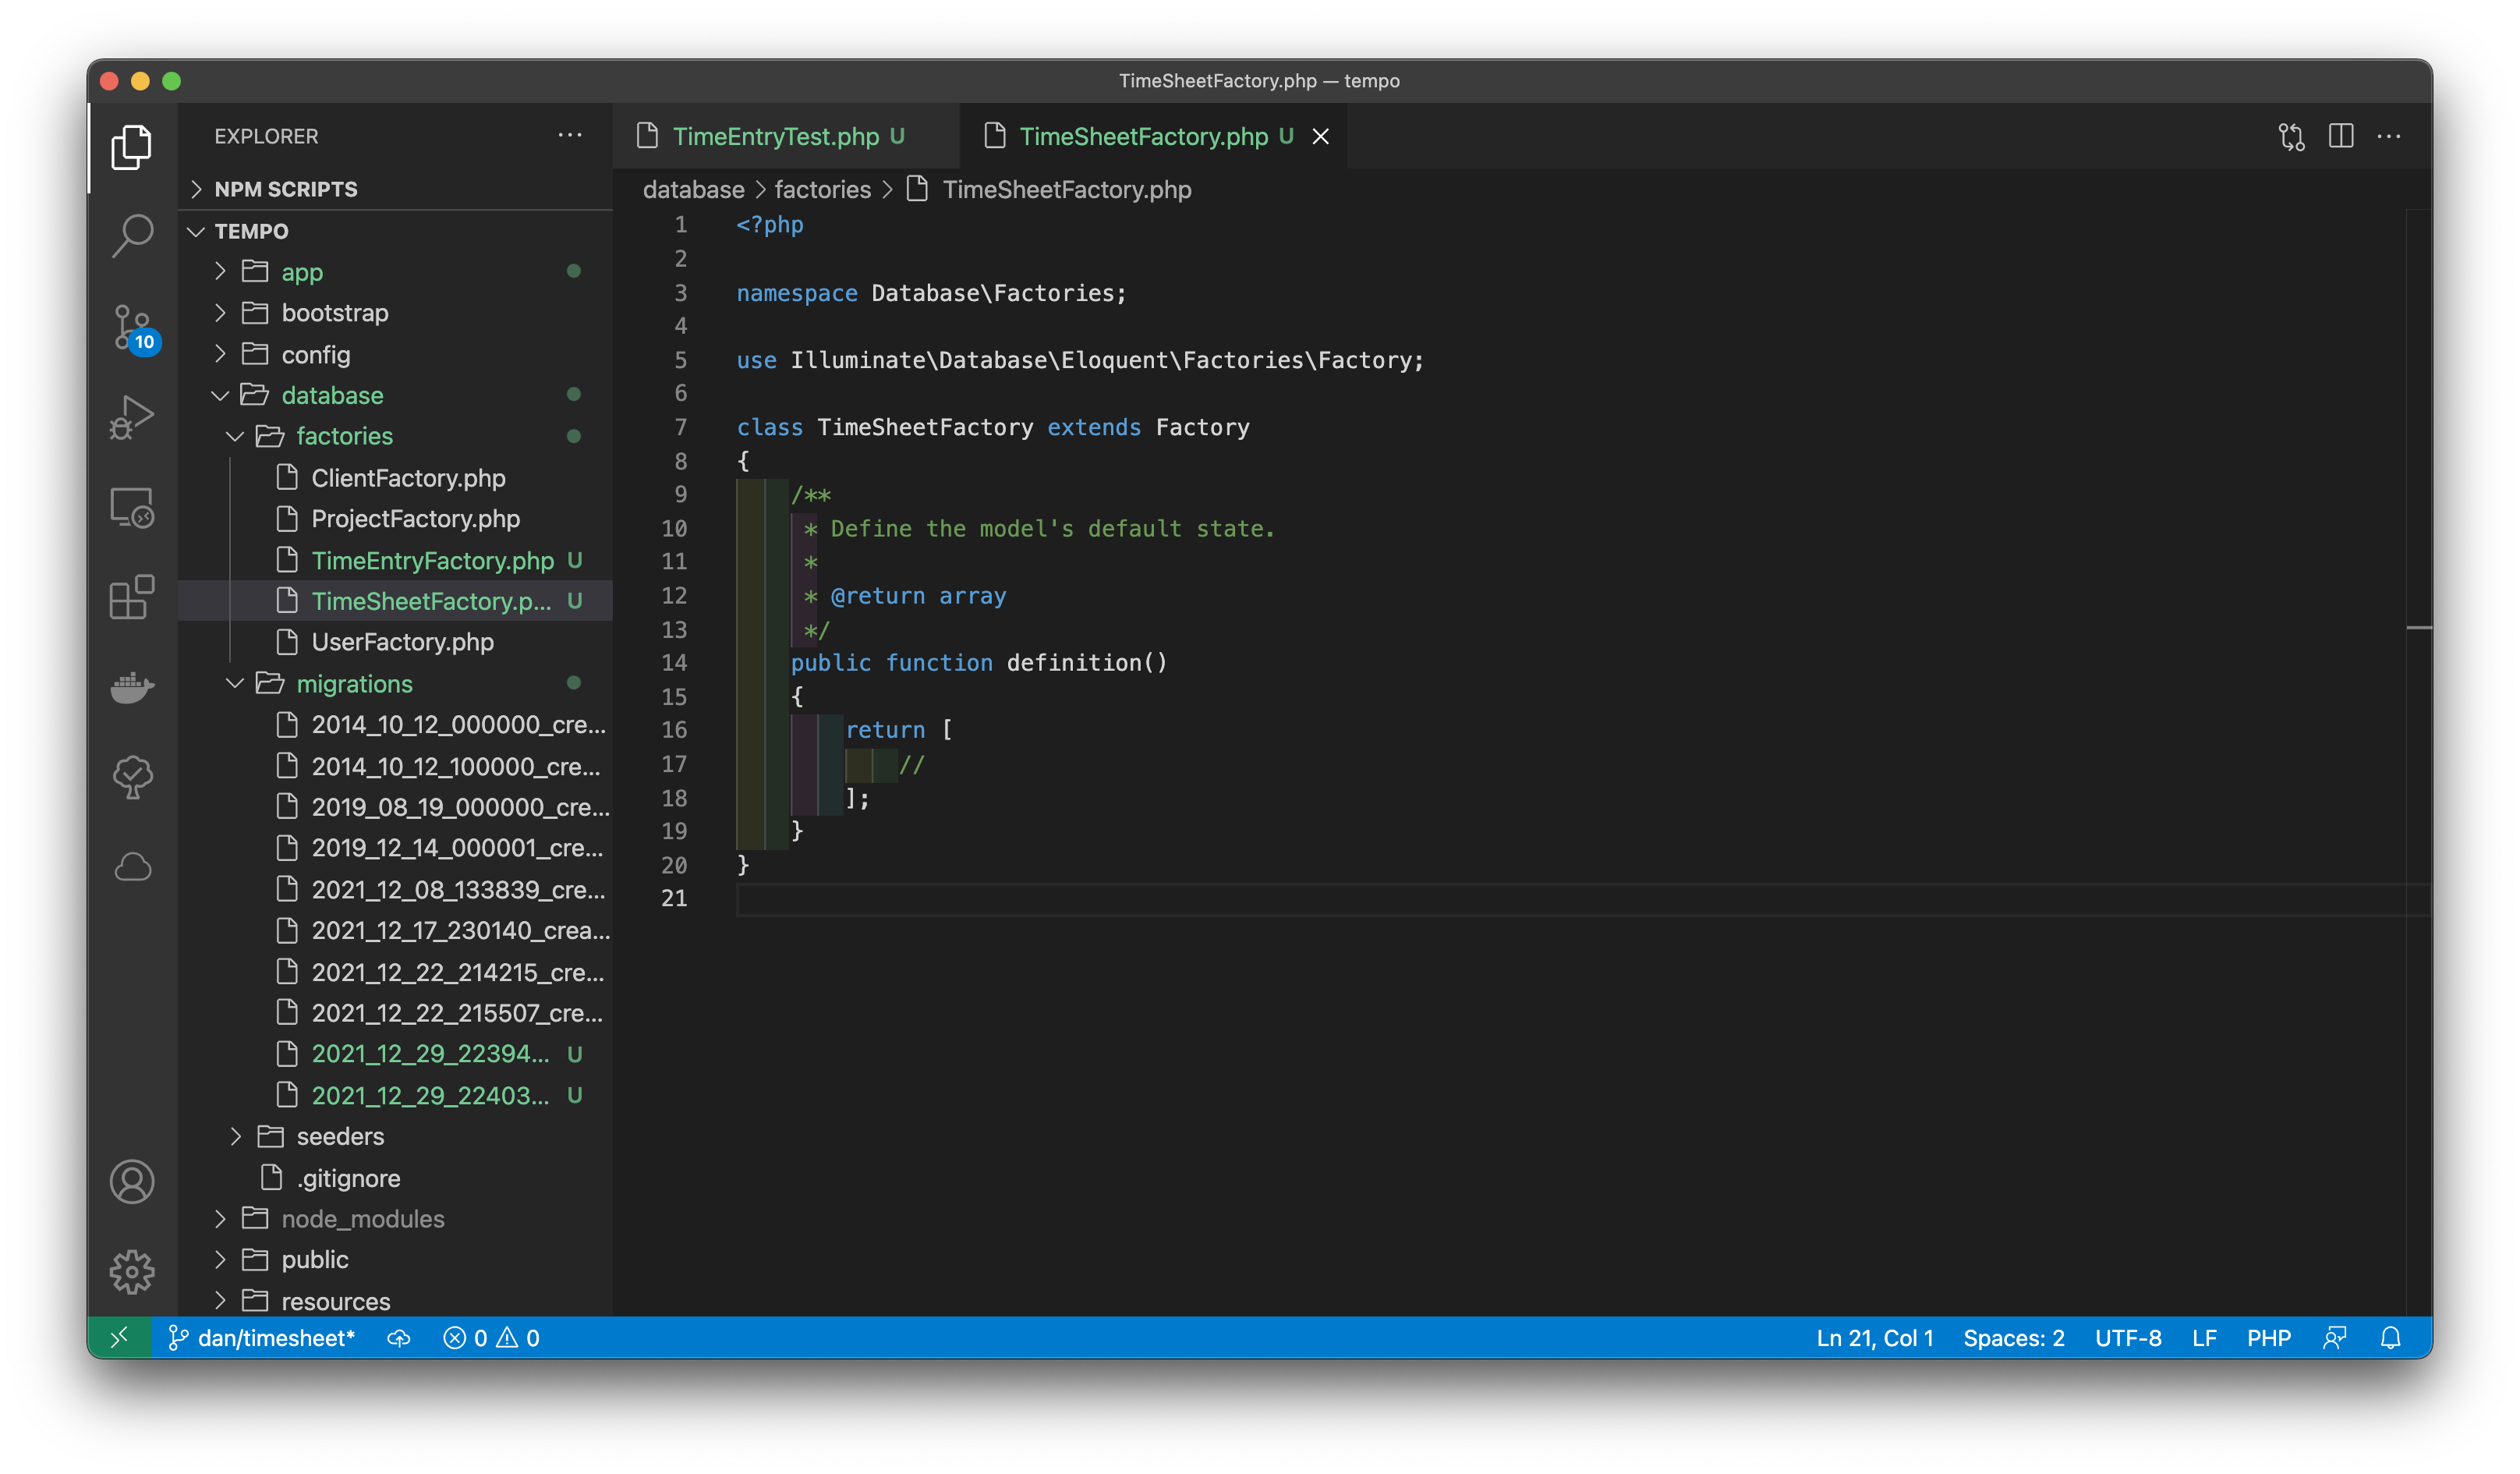 TimeSheetFactory.php — tempo
EXPLORER
NPM SCRIPTS
TEMPO
app
bootstrap
config
database
factories
ClientFactory.php
ProjectFactory.php
TimeEntryFactory.php U
TimeSheetFactory.p... U
UserFactory.php
migrations
2014_10_12_000000_cre...
2014_10_12_100000_cre...
2019_08_19_000000_cre...
2019_12_14_000001_cre...
2021_12_08_133839_cre...
2021_12_17_230140_crea...
2021_12_22_214215_cre...
2021_12_22_215507_cre...
2021_12_29_22394... U
2021_12_29_22403... U
seeders
.gitignore
node_modules
public
resources
10
TimeEntryTest.php U
TimeSheetFactory.php U
database > factories > TimeSheetFactory.php
1 <?php
2
3 namespace Database\Factories;
4
5 use Illuminate\Database\Eloquent\Factories\Factory;
6
7 class TimeSheetFactory extends Factory
8 {
9 /**
10 * Define the model's default state.
11 *
12 * @return array
13 */
14 public function definition()
15 {
16 return [
17 //
18 ];
19 }
20 }
21
dan/timesheet* 0 0 Ln 21, Col 1 Spaces: 2 UTF-8 LF PHP